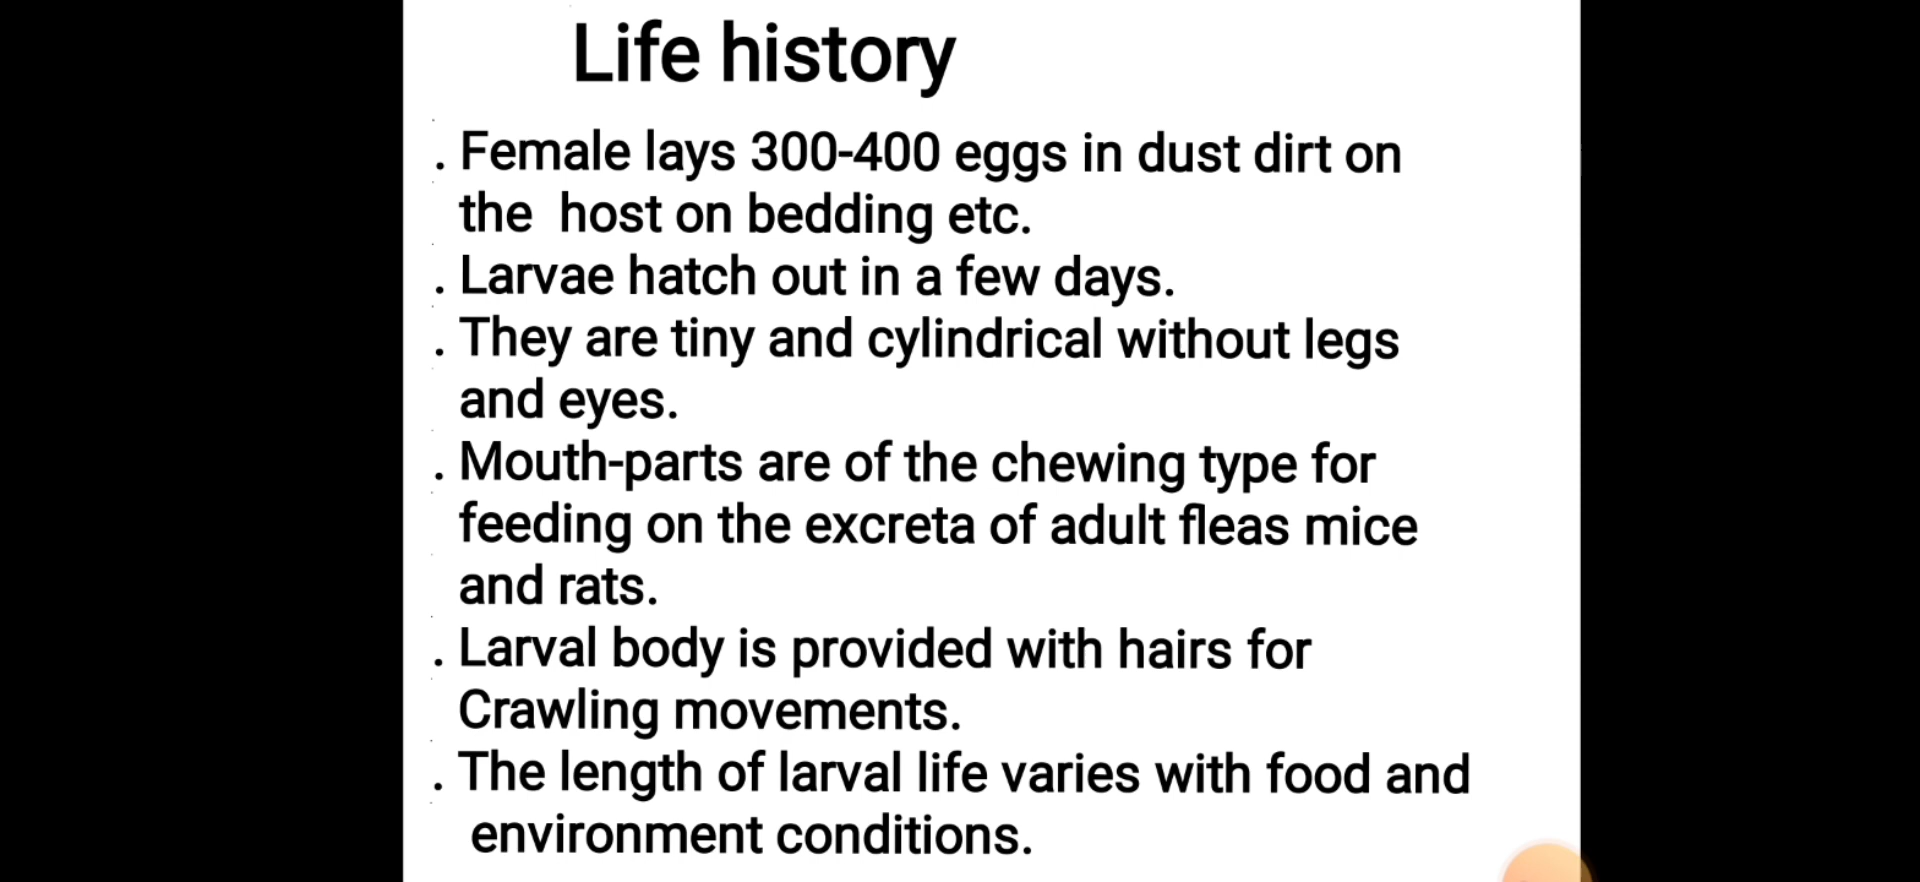 Life history
. Female lays 300-400 eggs in dust dirt on
the host on bedding etc.
. Larvae hatch out in a few days.
. They are tiny and cylindrical without legs
and eyes.
. Mouth-parts are of the chewing type for
feeding on the excreta of adult fleas mice
and rats.
. Larval body is provided with hairs for
Crawling movements.
. The length of larval life varies with food and
environment conditions.